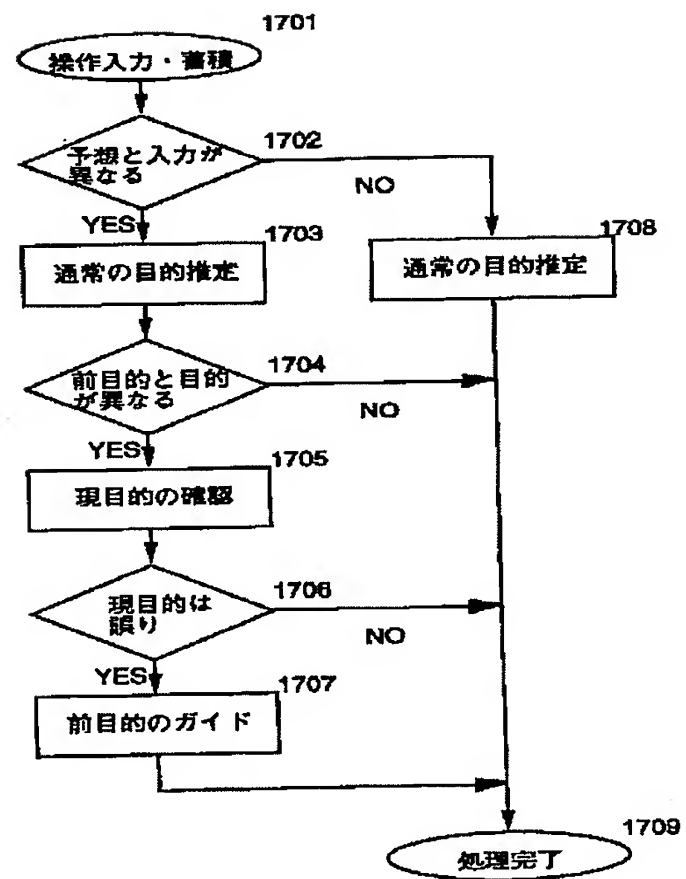 1701
操作入力・蓄積
1702
予想と入力が
異なる
NO
YES
1703
通常の目的推定
1708
通常の目的推定
1704
前目的と目的
が異なる
NO
YES
1705
現目的の確認
1706
現目的は
誤り
NO
YES
1707
前目的のガイド
1709
処理完了